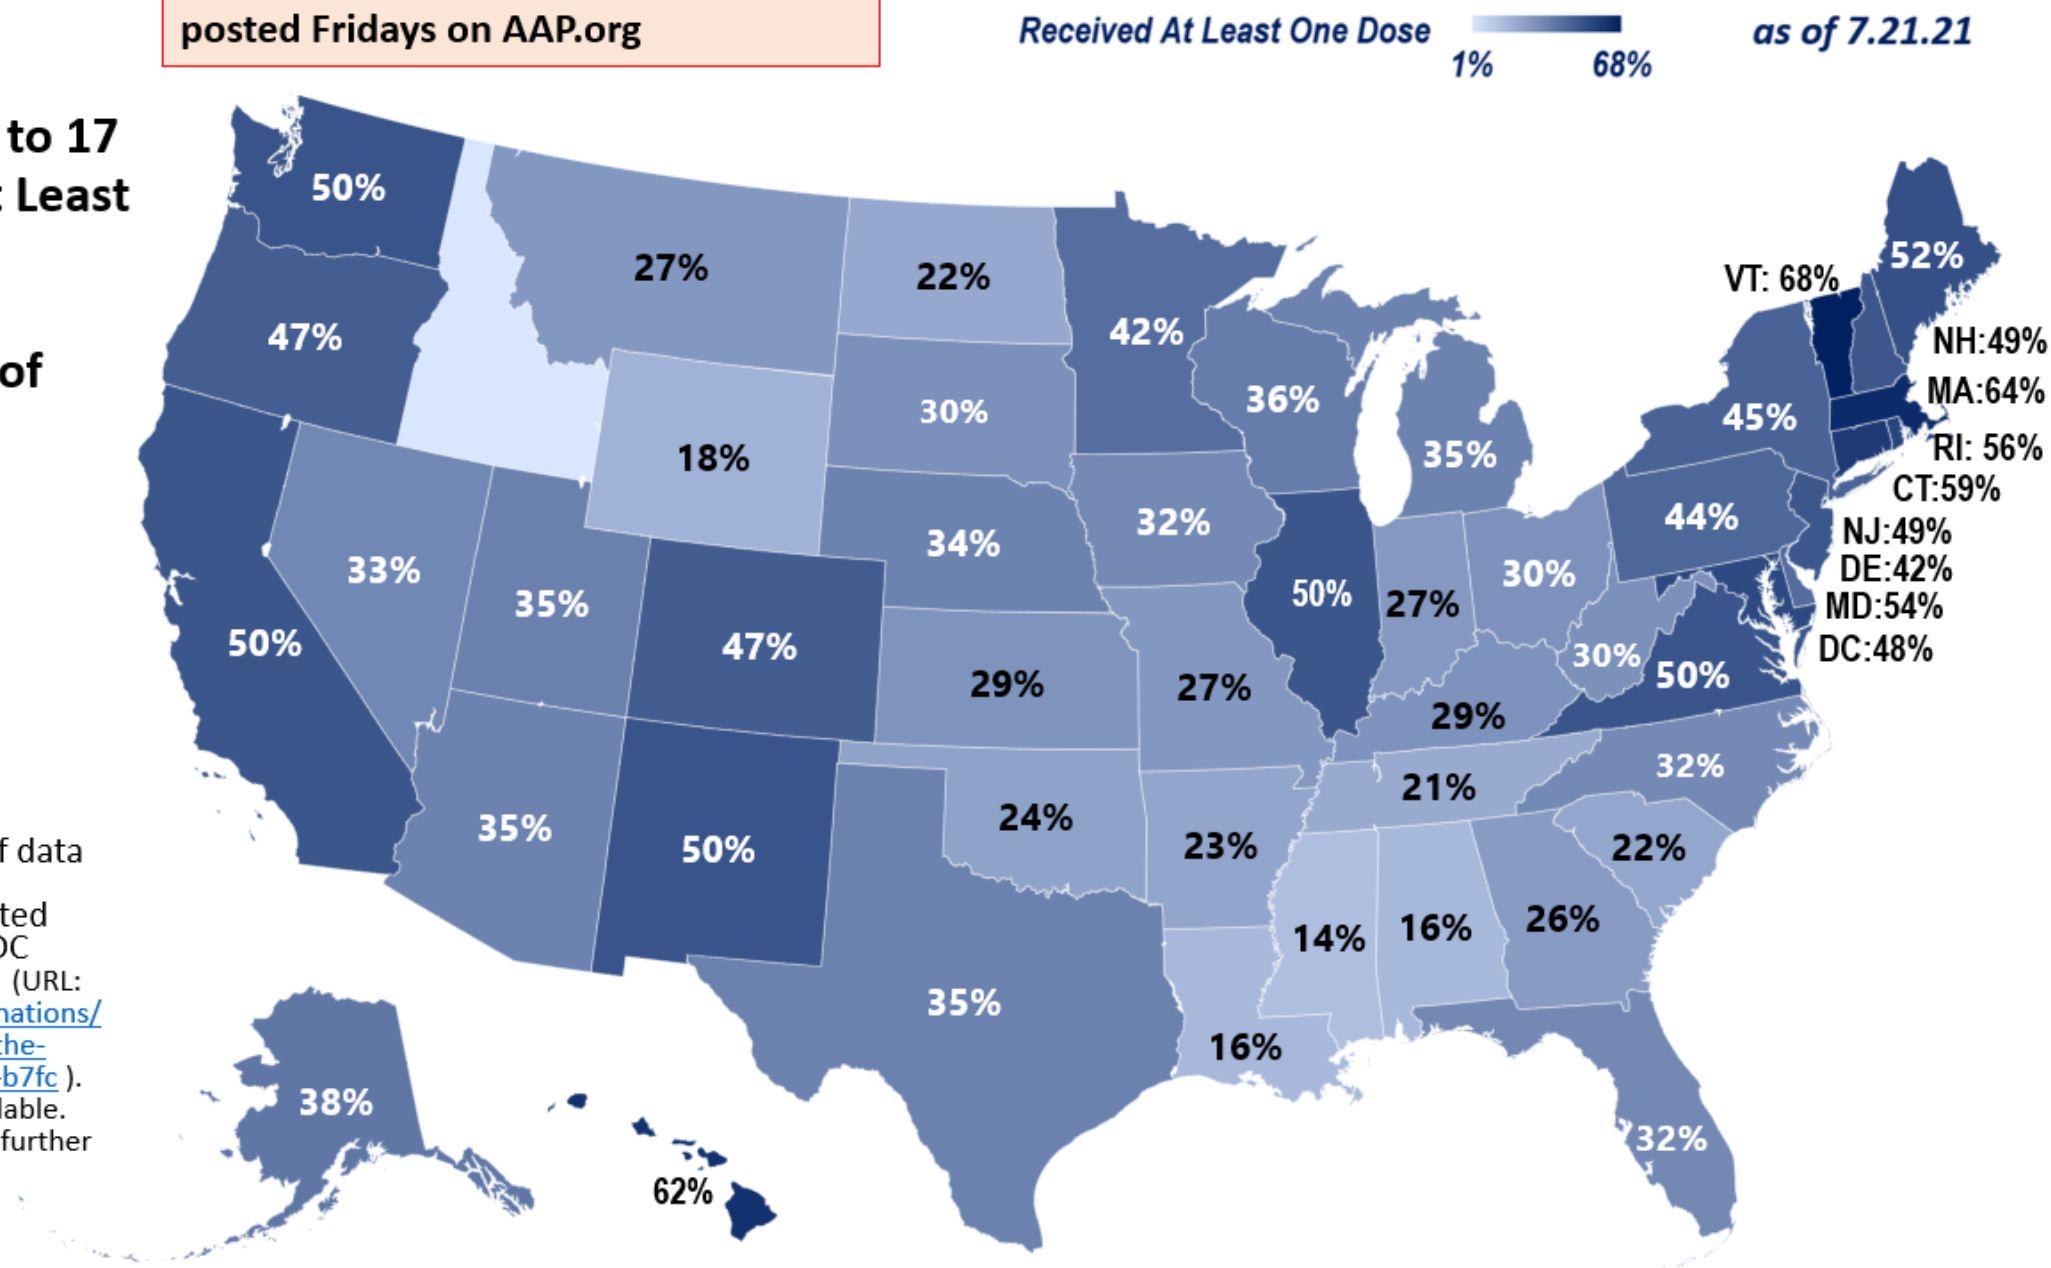 posted Fridays on AAP.org
Received At Least One Dose
1%
68%
as of 7.21.21
to 17
Least
of
f data
ted
DC
(URL:
nations/
the-
-b7fc ).
lable.
further
50%
47%
27%
22%
42%
52%
VT: 68%
NH:49%
MA:64%
RI: 56%
CT:59%
NJ:49%
DE:42%
MD:54%
DC:48%
30%
36%
35%
45%
18%
44%
33%
35%
34%
32%
50%
27%
30%
50%
47%
29%
27%
30%
50%
29%
32%
21%
35%
50%
24%
23%
22%
14%
16%
26%
35%
16%
38%
62%
32%